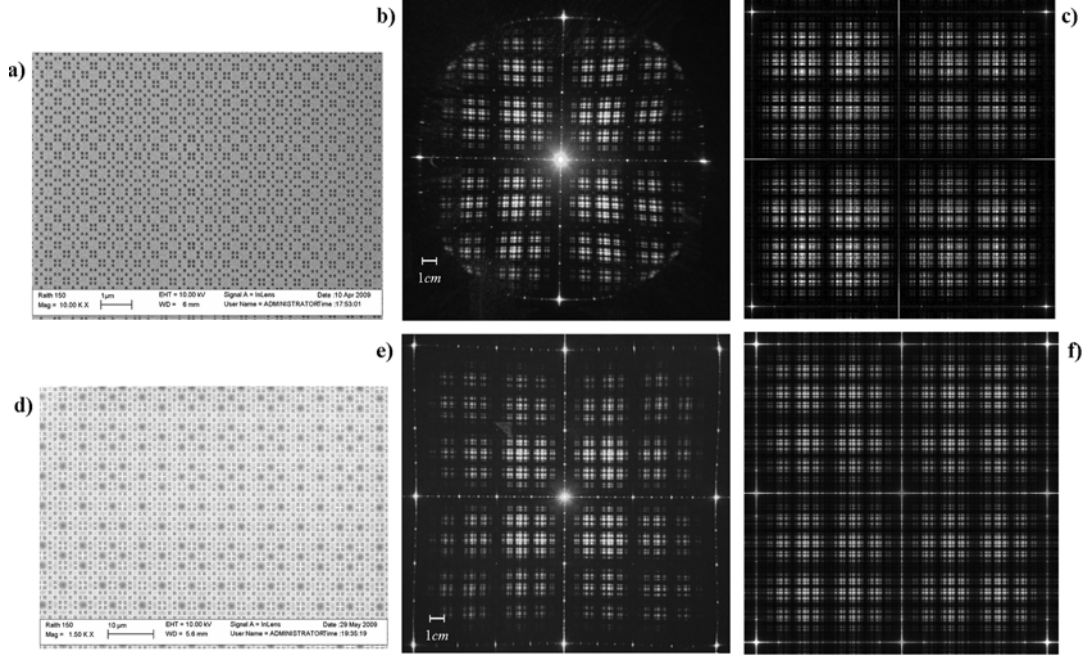 a)
Raith 150
Mag = 10.00 K X
1µm
EHT = 10.00 kV
WD = 6 mm
Signal A = InLens
User Name = ADMINISTRATOR
Date :10 Apr 2009
Time :17:53:01
b)
1cm
c)
d)
Raith 150
Mag = 1.50 K X
10 µm
EHT = 10.00 kV
WD = 5.6 mm
Signal A = InLens
User Name = ADMINISTRATOR
Date :29 May 2009
Time :19:35:19
e)
1cm
f)